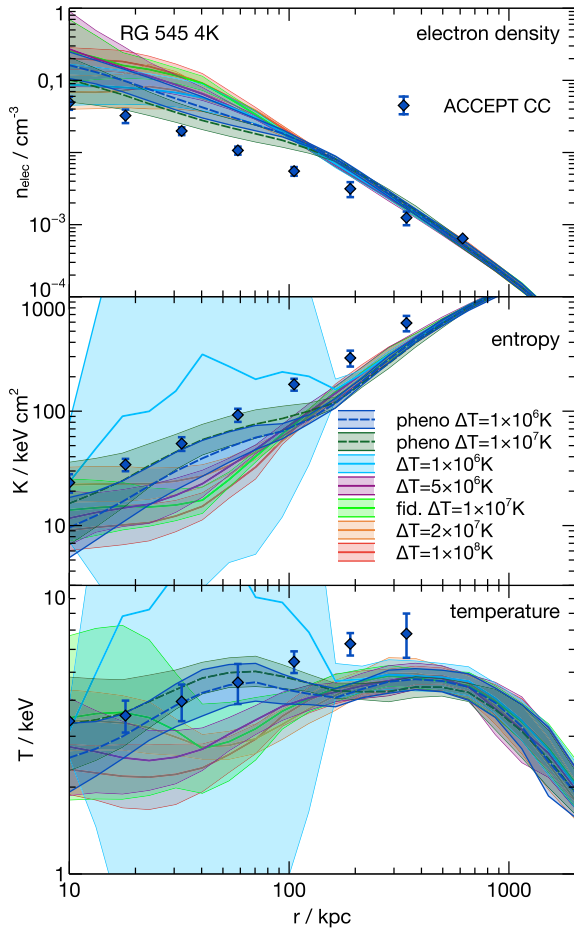 RG 545 4K
electron density
ACCEPT CC
0,1
10⁻²
10⁻³
10⁻⁴
n_elec / cm⁻³
entropy
1000
100
10
K / keV cm²
pheno ΔT=1×10⁶K
pheno ΔT=1×10⁷K
ΔT=1×10⁶K
ΔT=5×10⁶K
fid. ΔT=1×10⁷K
ΔT=2×10⁷K
ΔT=1×10⁸K
temperature
10
1
T / keV
10
100
1000
r / kpc